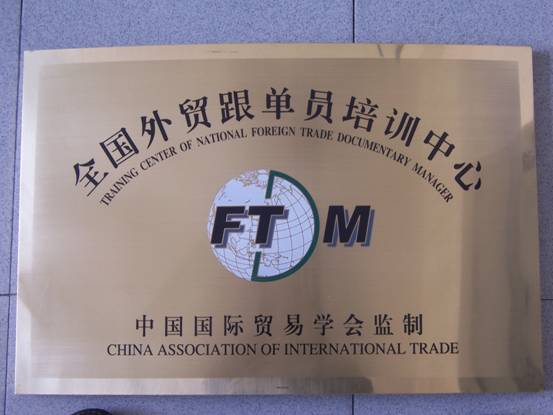 全国外贸跟单员培训中心
TRAINING CENTER OF NATIONAL FOREIGN TRADE DOCUMENTARY MANAGER
FTM
中国国际贸易学会监制
CHINA ASSOCIATION OF INTERNATIONAL TRADE